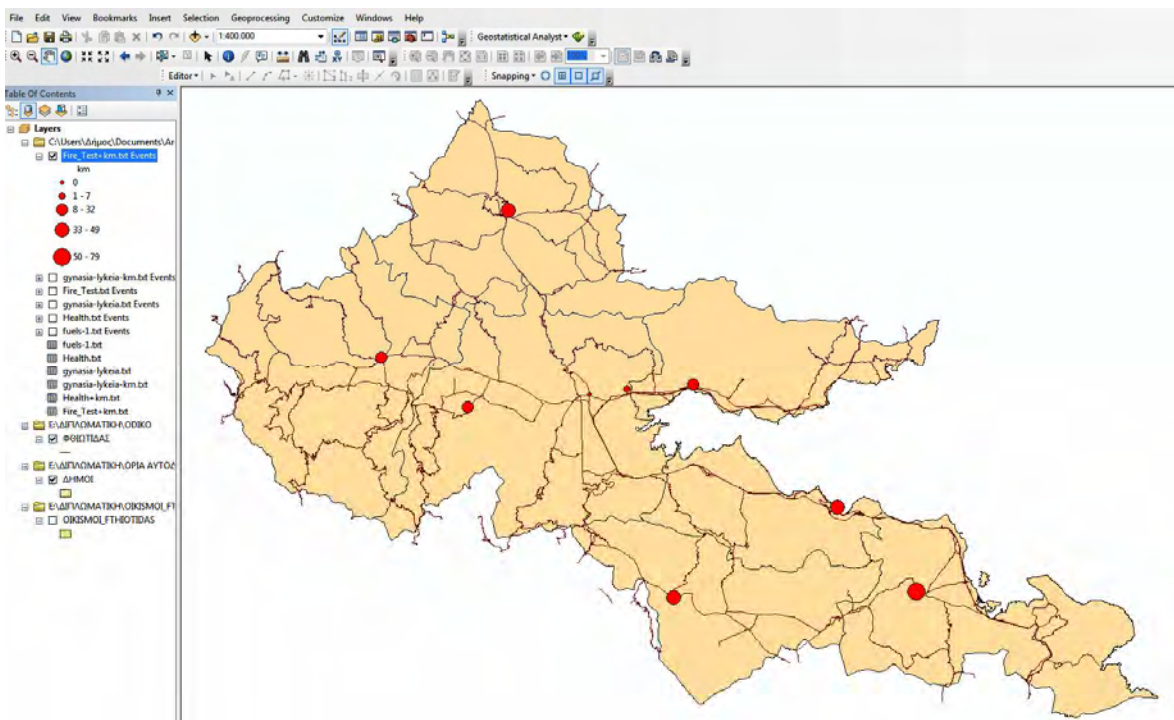 File Edit View Bookmarks Insert Selection Geoprocessing Customize Windows Help
1:400.000 Geostatistical Analyst
100%
Editor Snapping
Table Of Contents
Layers
C:\Users\Δήμος\Documents\Ar
Fire_Test+km.txt Events
km
0
1 - 7
8 - 32
33 - 49
50 - 79
gynasia-lykeia-km.txt Events
Fire_Test.txt Events
gynasia-lykeia.txt Events
Health.txt Events
fuels-1.txt Events
fuels-1.txt
Health.txt
gynasia-lykeia.txt
gynasia-lykeia-km.txt
Health+km.txt
Fire_Test+km.txt
E:\ΔΙΠΛΩΜΑΤΙΚΗ\ODIKO
ΦΘΙΩΤΙΔΑΣ
E:\ΔΙΠΛΩΜΑΤΙΚΗ\ΟΡΙΑ ΑΥΤΟΔ
ΔΗΜΟΙ
E:\ΔΙΠΛΩΜΑΤΙΚΗ\OIKISMOI_FT
OIKISMOI_FTHIOTIDAS